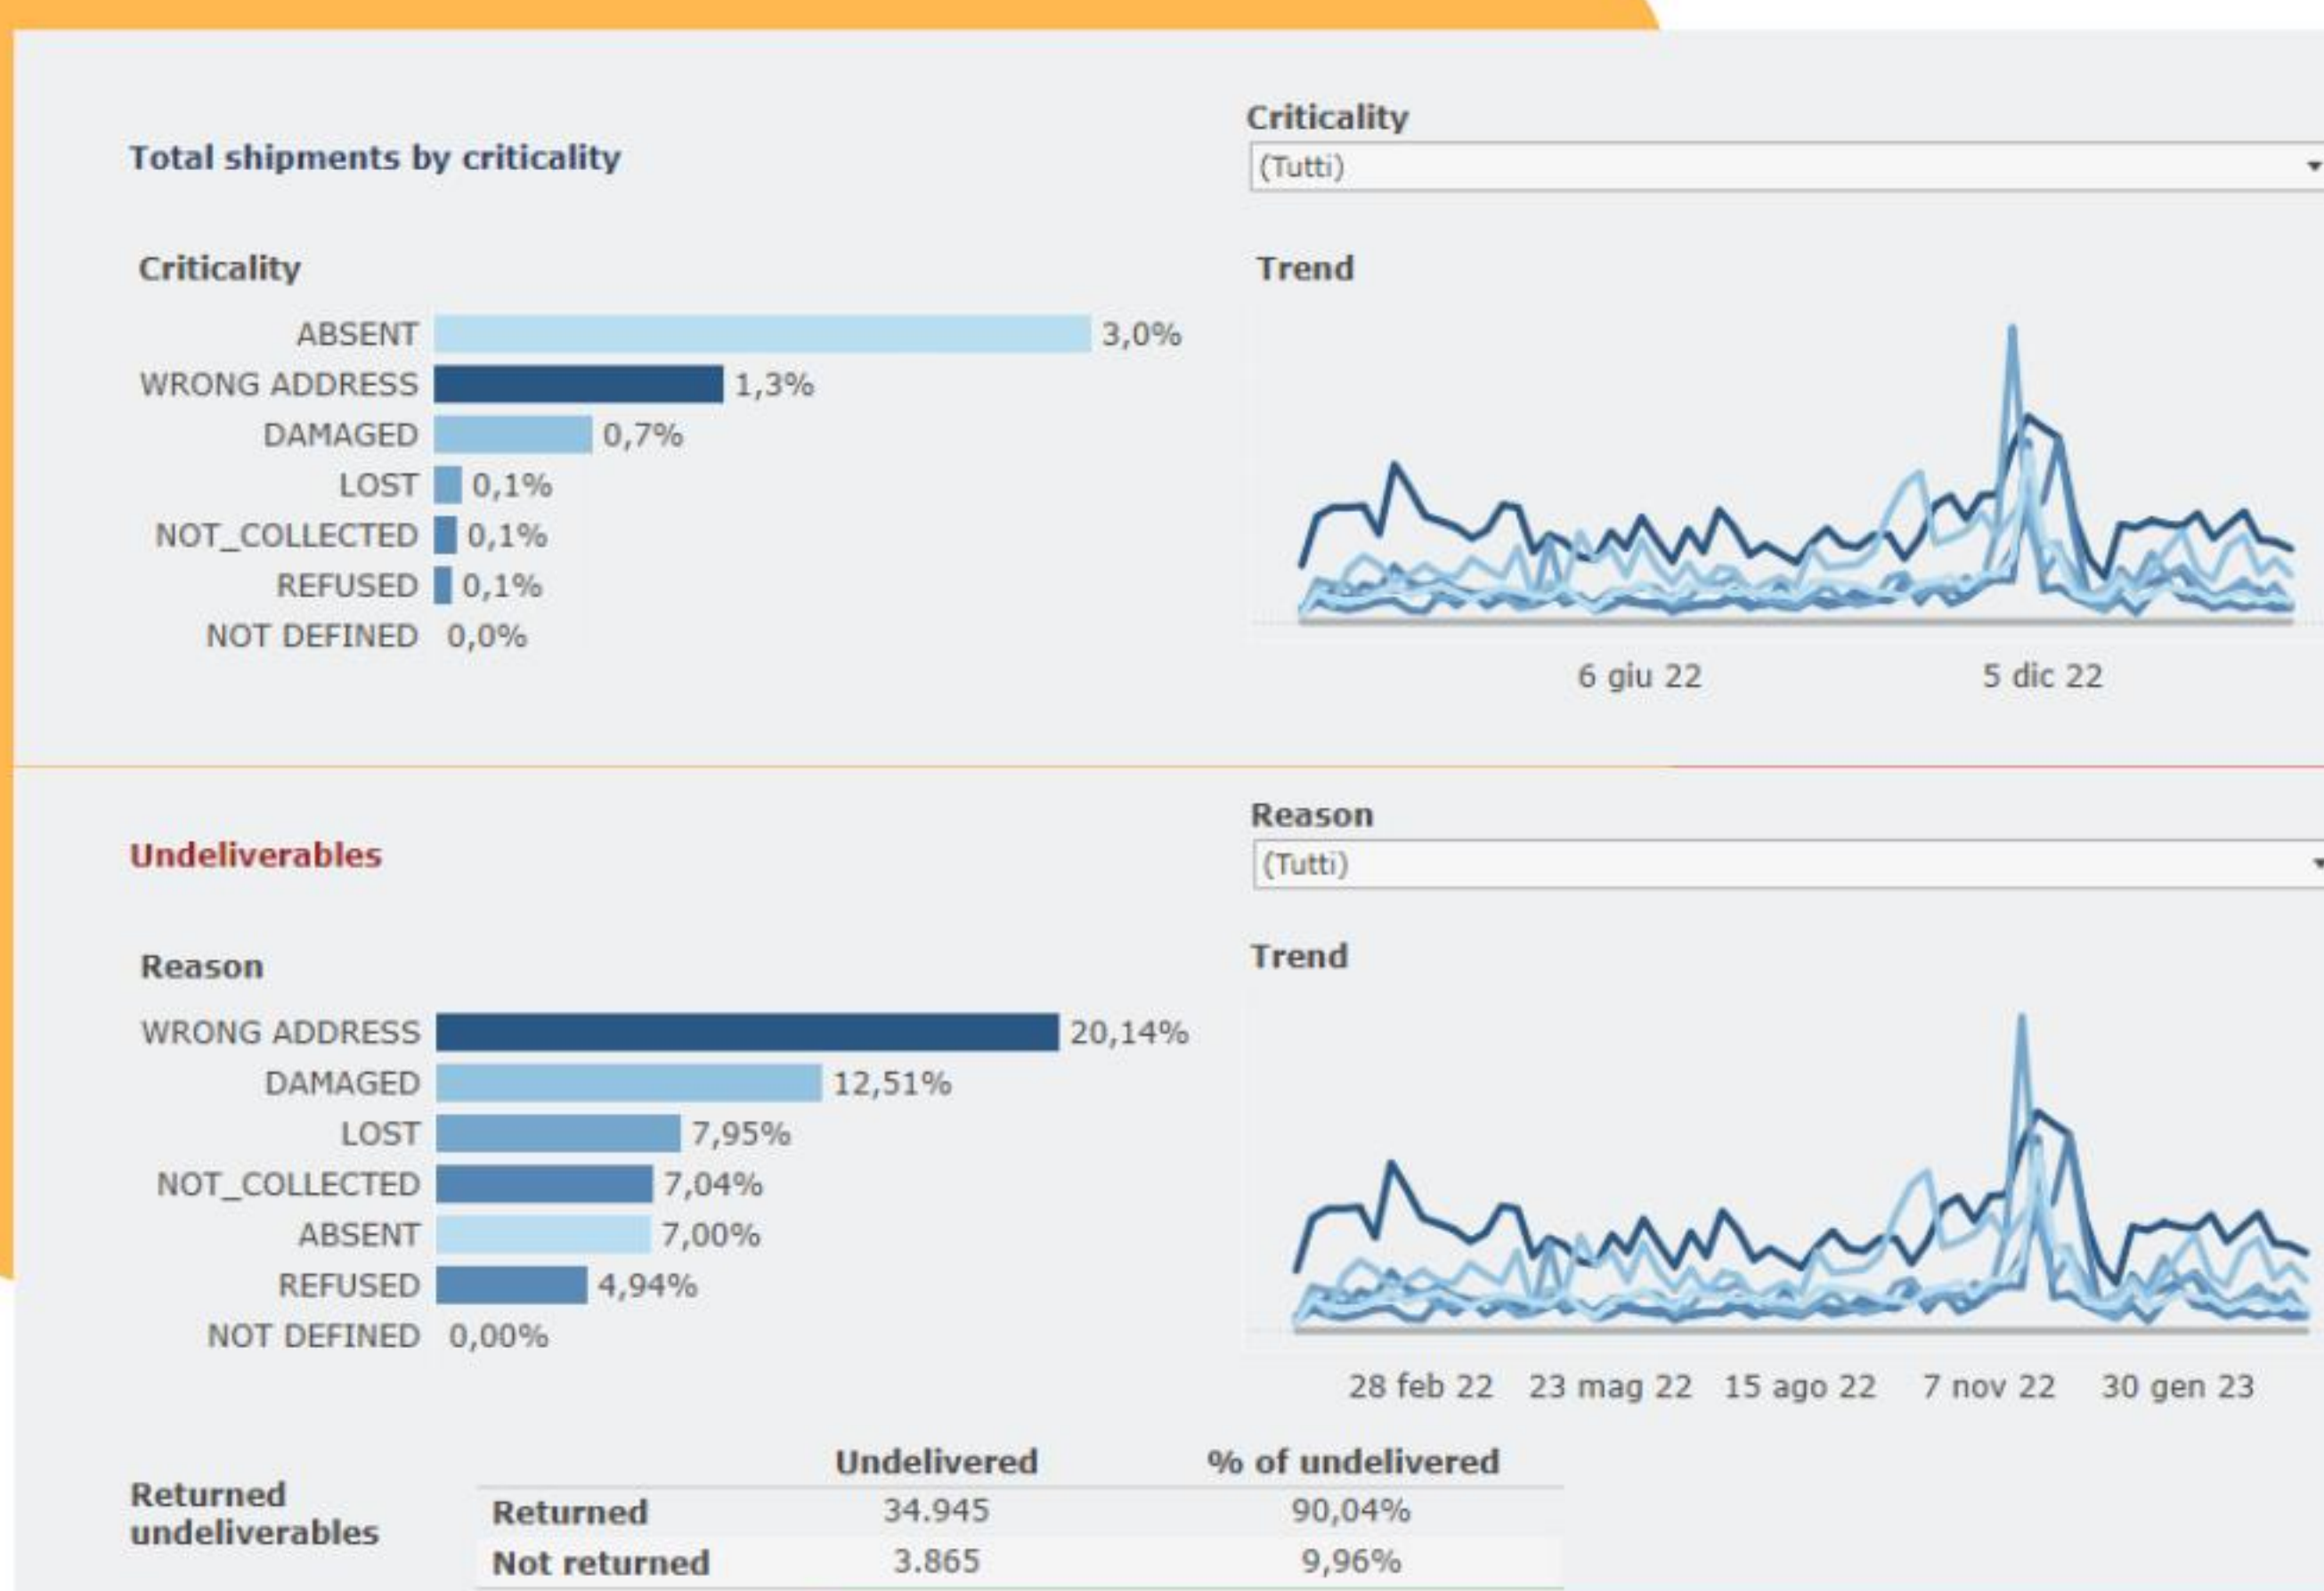 Total shipments by criticality
Criticality
(Tutti)
Criticality
ABSENT 3,0%
WRONG ADDRESS 1,3%
DAMAGED 0,7%
LOST 0,1%
NOT_COLLECTED 0,1%
REFUSED 0,1%
NOT DEFINED 0,0%
Trend
6 giu 22 5 dic 22
Undeliverables
Reason
(Tutti)
Reason
WRONG ADDRESS 20,14%
DAMAGED 12,51%
LOST 7,95%
NOT_COLLECTED 7,04%
ABSENT 7,00%
REFUSED 4,94%
NOT DEFINED 0,00%
Trend
28 feb 22 23 mag 22 15 ago 22 7 nov 22 30 gen 23
Returned
undeliverables
Undelivered % of undelivered
Returned 34.945 90,04%
Not returned 3.865 9,96%